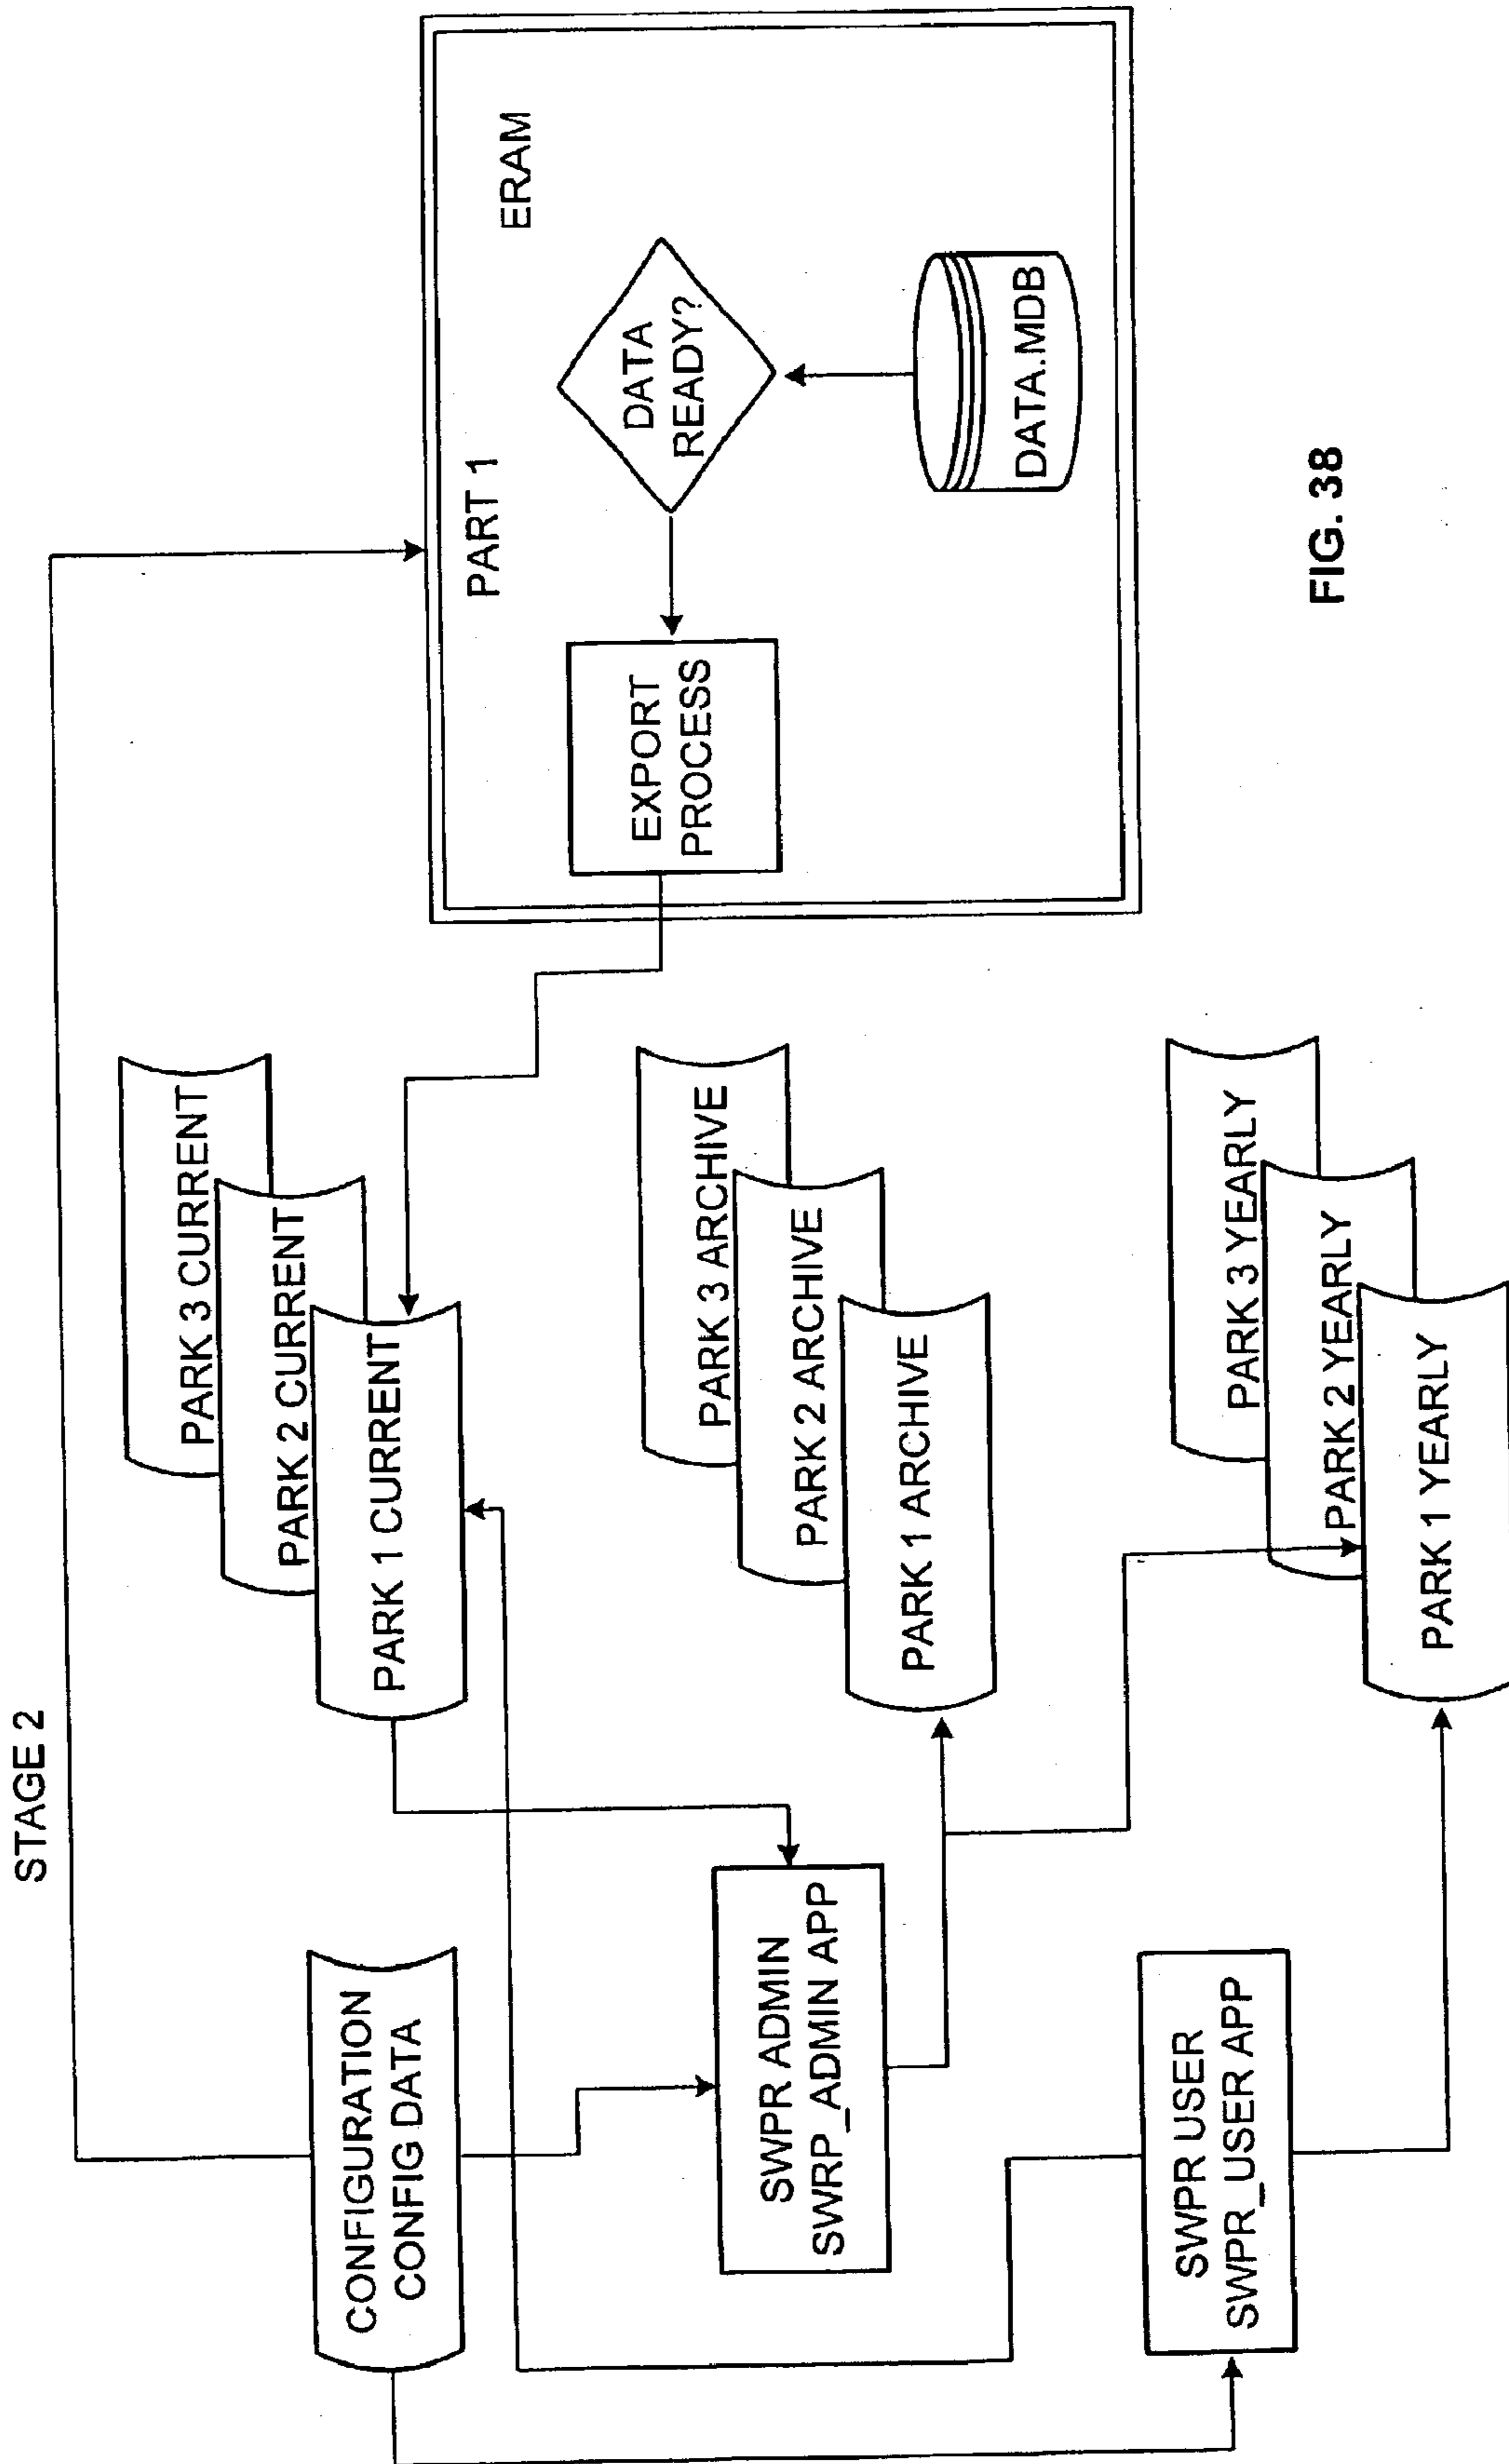 STAGE 2
CONFIGURATION
CONFIG DATA
PARK 3 CURRENT
PARK 2 CURRENT
PARK 1 CURRENT
PART 1
ERAM
EXPORT
PROCESS
DATA
READY?
DATA.MDB
SWPR ADMIN
SWRP_ADMIN APP
PARK 3 ARCHIVE
PARK 2 ARCHIVE
PARK 1 ARCHIVE
SWPR USER
SWPR_USER APP
PARK 3 YEARLY
PARK 2 YEARLY
PARK 1 YEARLY
FIG. 38